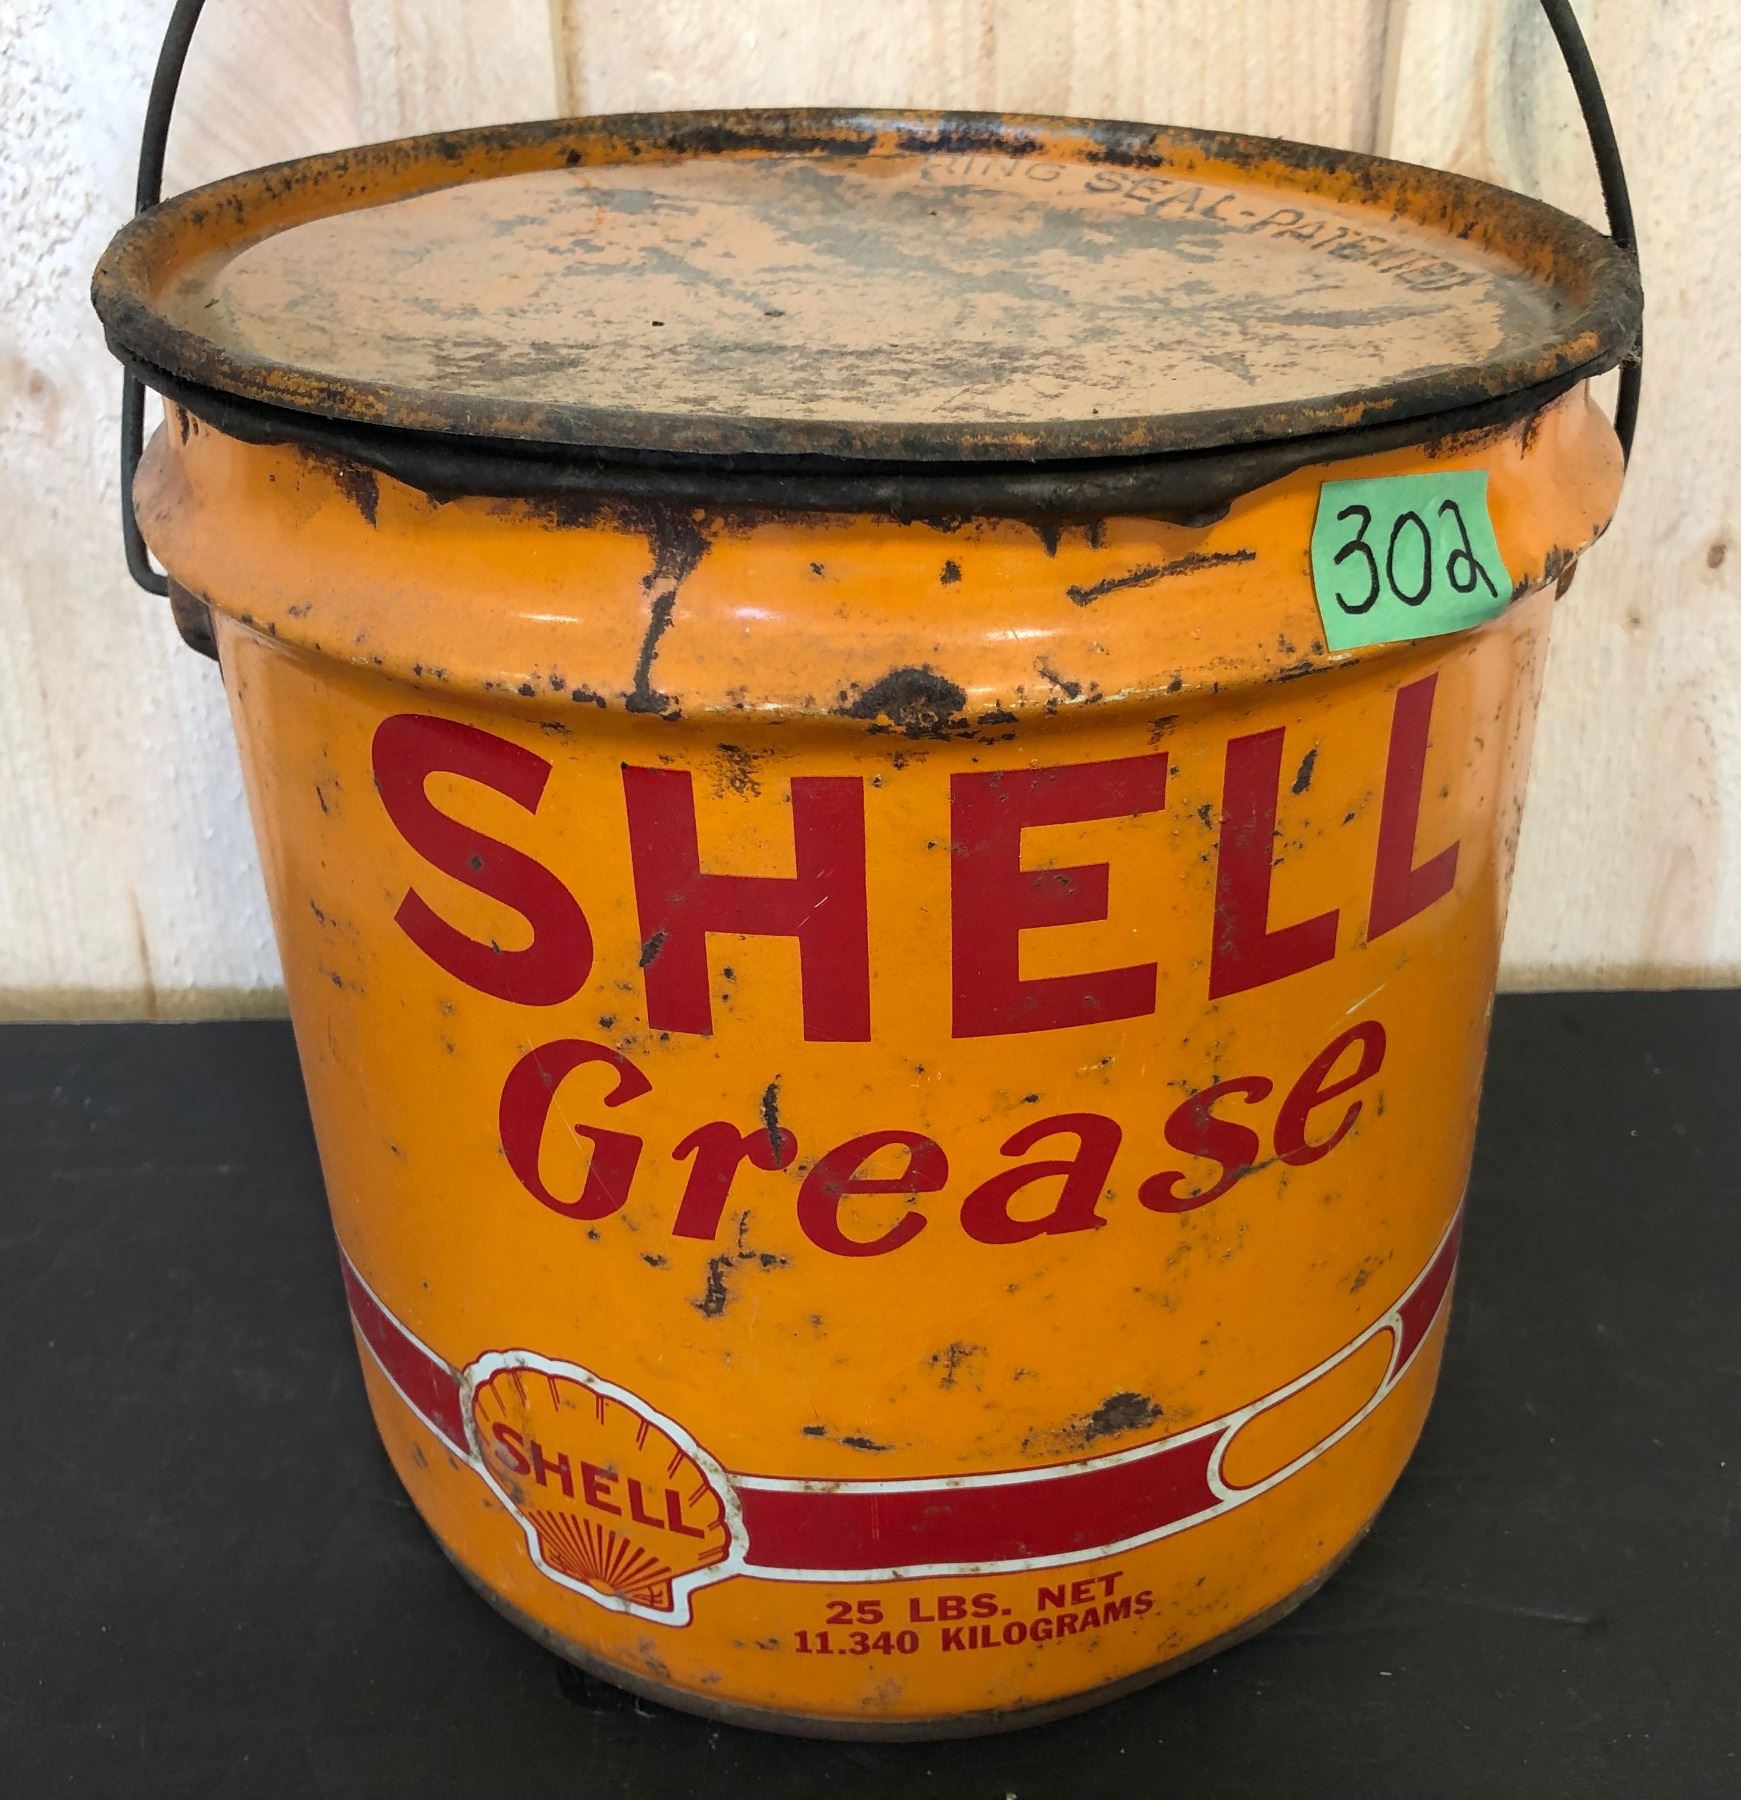 RING SEAL-PATENTED
302
SHELL
Grease
SHELL
25 LBS. NET
11.340 KILOGRAMS